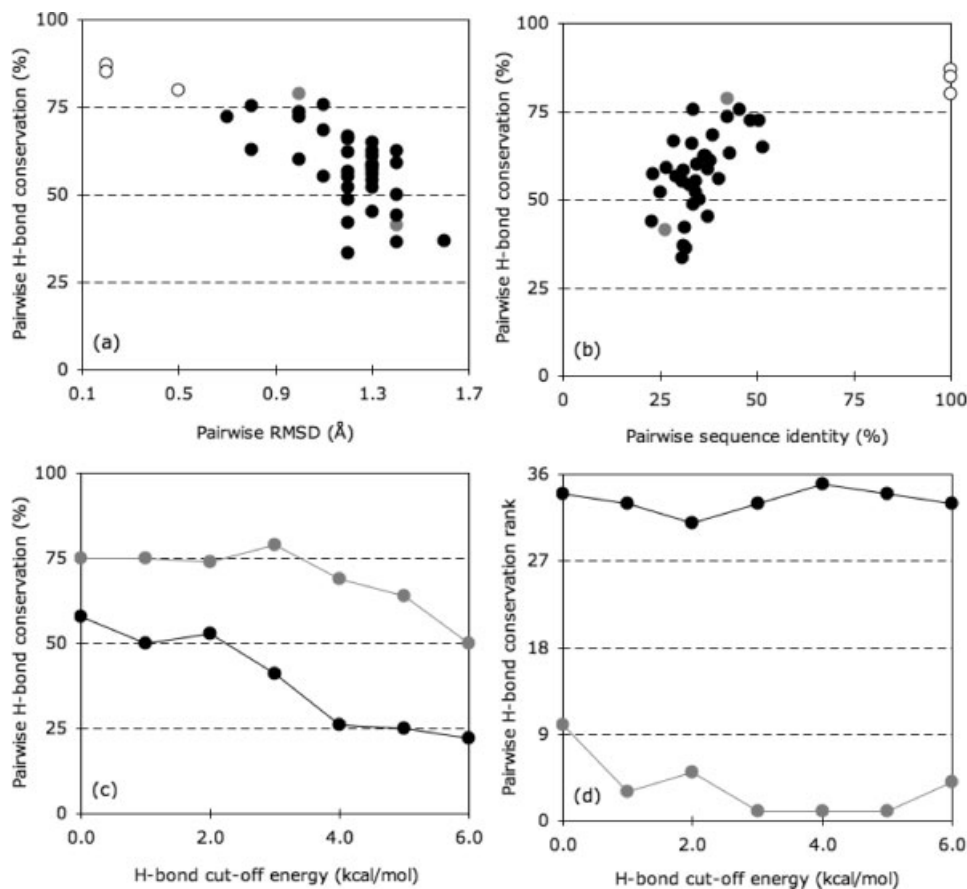 100
75
50
25
0
Pairwise H-bond conservation (%)
(a)
0.1 0.5 0.9 1.3 1.7
Pairwise RMSD (Å)
100
75
50
25
0
Pairwise H-bond conservation (%)
(b)
0 25 50 75 100
Pairwise sequence identity (%)
100
75
50
25
0
Pairwise H-bond conservation (%)
(c)
0.0 2.0 4.0 6.0
H-bond cut-off energy (kcal/mol)
36
27
18
9
0
Pairwise H-bond conservation rank
(d)
0.0 2.0 4.0 6.0
H-bond cut-off energy (kcal/mol)